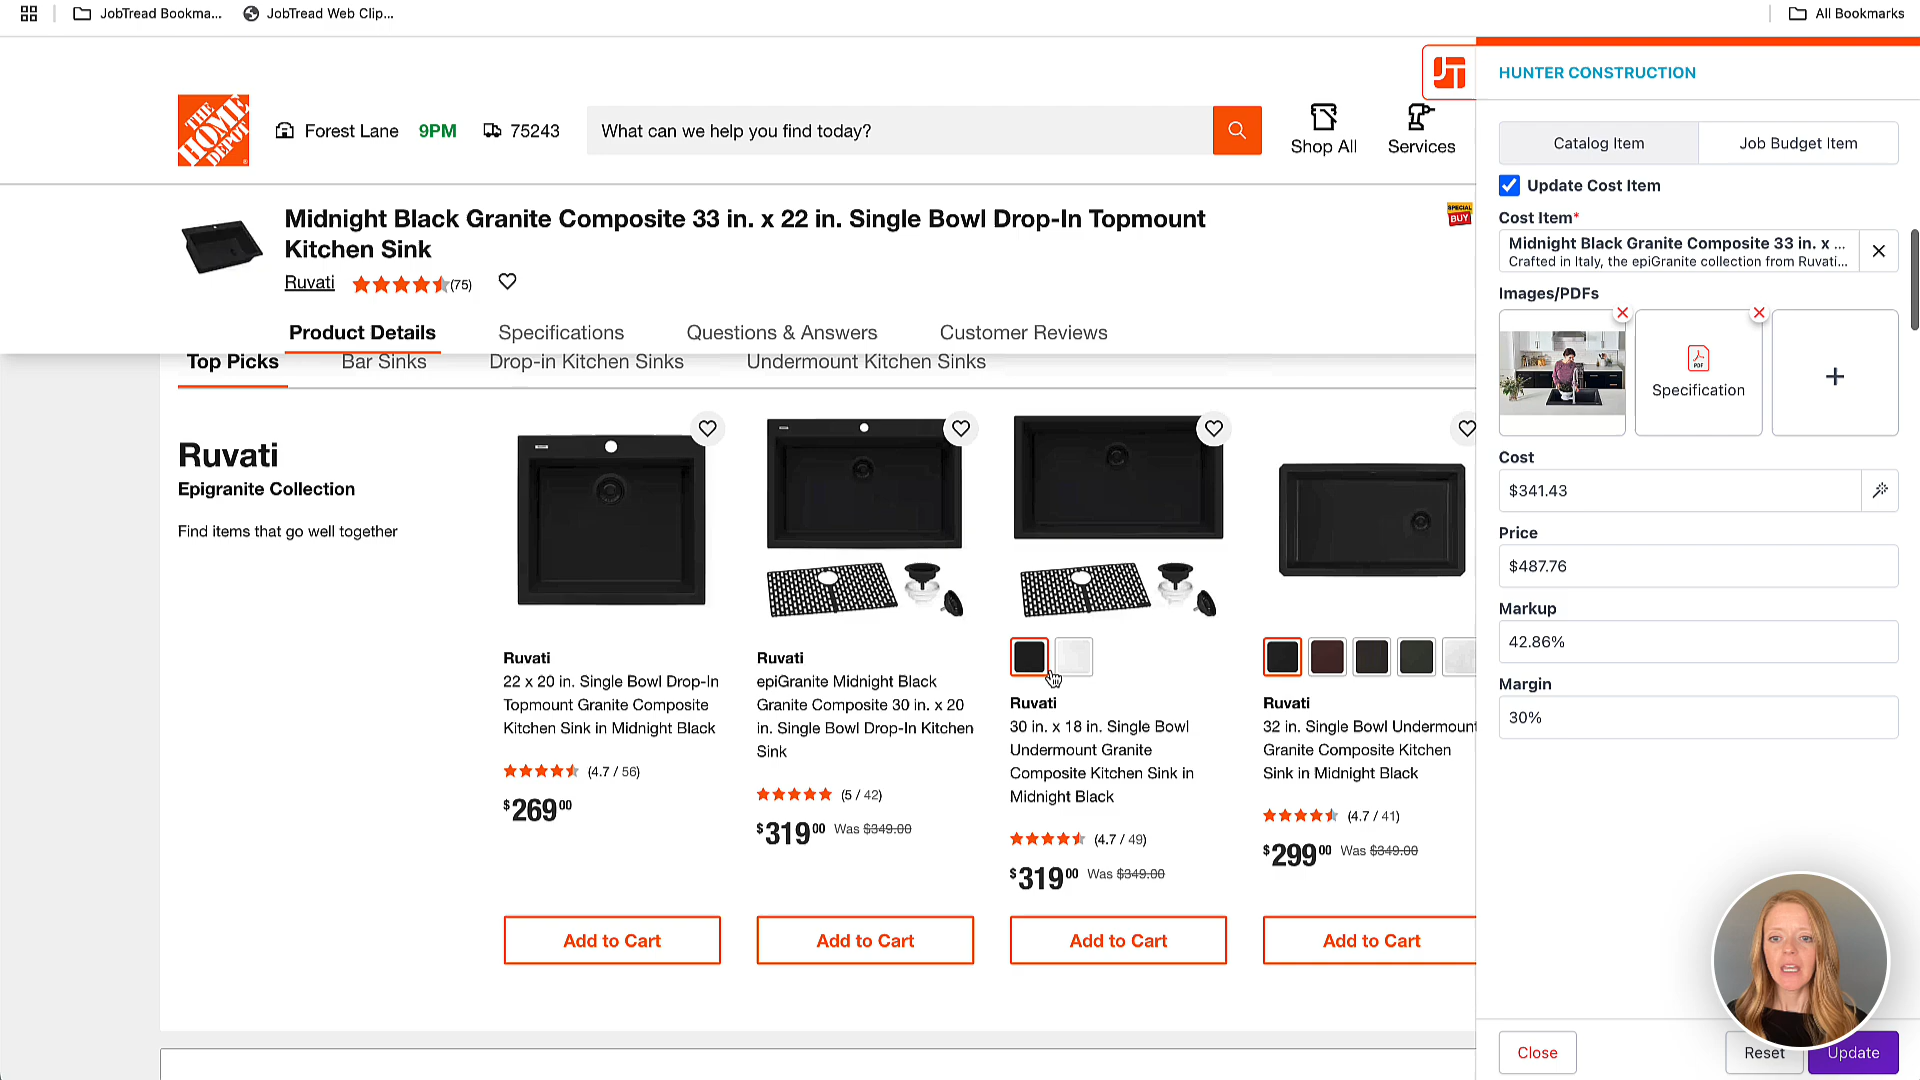 JobTread Bookma...
JobTread Web Clip...
All Bookmarks
THE HOME DEPOT
Forest Lane
9PM
75243
What can we help you find today?
Shop All
Services
JT
Midnight Black Granite Composite 33 in. x 22 in. Single Bowl Drop-In Topmount
Kitchen Sink
SPECIAL
BUY
Ruvati
(75)
Product Details
Specifications
Questions & Answers
Customer Reviews
Top Picks
Bar Sinks
Drop-in Kitchen Sinks
Undermount Kitchen Sinks
Ruvati
Epigranite Collection
Find items that go well together
Ruvati
22 x 20 in. Single Bowl Drop-In
Topmount Granite Composite
Kitchen Sink in Midnight Black
(4.7 / 56)
$269 00
Add to Cart
Ruvati
epiGranite Midnight Black
Granite Composite 30 in. x 20
in. Single Bowl Drop-In Kitchen
Sink
(5 / 42)
$319 00 Was $349.00
Add to Cart
Ruvati
30 in. x 18 in. Single Bowl
Undermount Granite
Composite Kitchen Sink in
Midnight Black
(4.7 / 49)
$319 00 Was $349.00
Add to Cart
Ruvati
32 in. Single Bowl Undermount
Granite Composite Kitchen
Sink in Midnight Black
(4.7 / 41)
$299 00 Was $349.00
Add to Cart
HUNTER CONSTRUCTION
Catalog Item
Job Budget Item
Update Cost Item
Cost Item*
Midnight Black Granite Composite 33 in. x ...
Crafted in Italy, the epiGranite collection from Ruvati...
Images/PDFs
PDF
Specification
Cost
$341.43
Price
$487.76
Markup
42.86%
Margin
30%
Close
Reset
Update